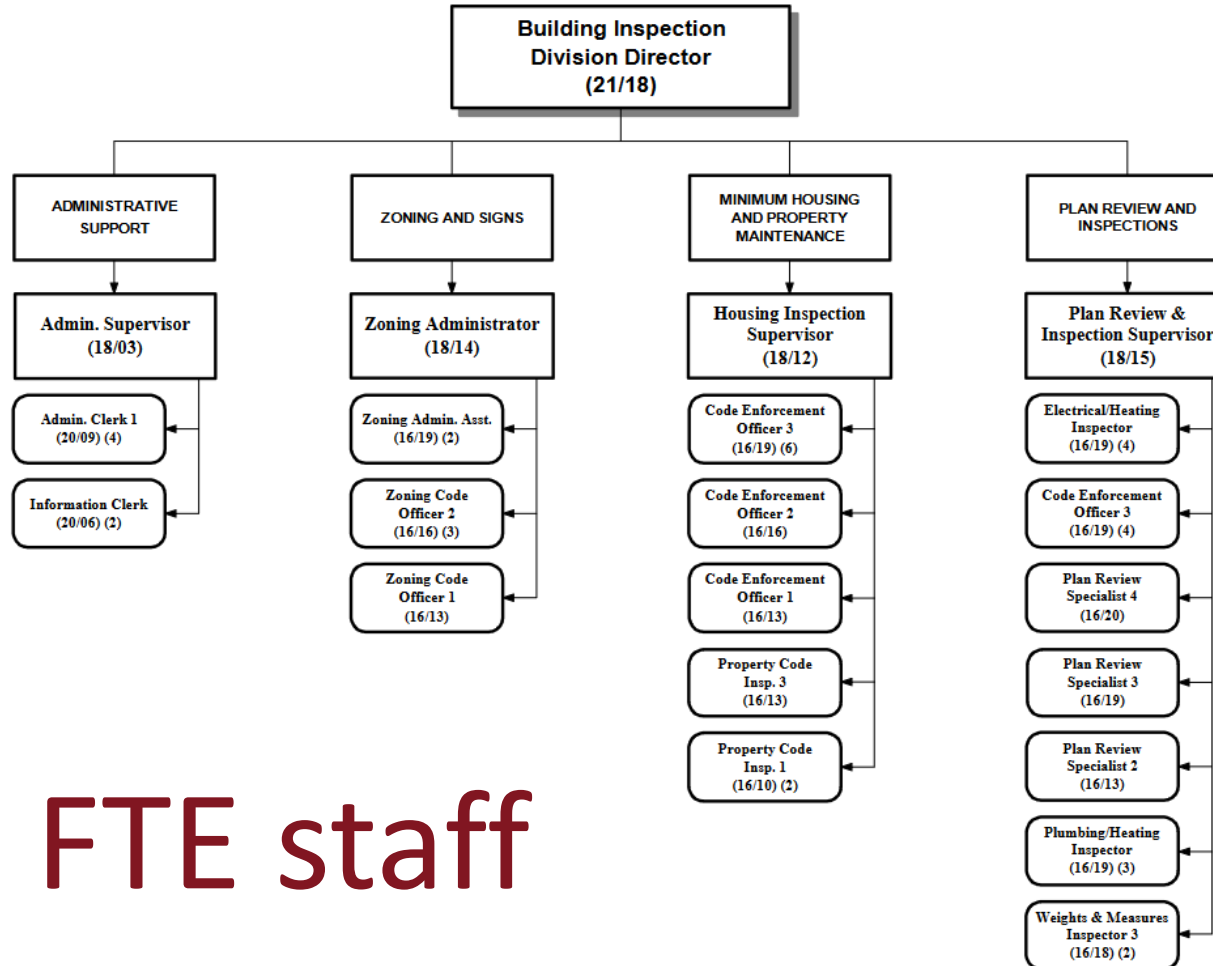 Building Inspection
Division Director
(21/18)
ADMINISTRATIVE
SUPPORT
Admin. Supervisor
(18/03)
Admin. Clerk 1
(20/09) (4)
Information Clerk
(20/06) (2)
ZONING AND SIGNS
Zoning Administrator
(18/14)
Zoning Admin. Asst.
(16/19) (2)
Zoning Code
Officer 2
(16/16) (3)
Zoning Code
Officer 1
(16/13)
MINIMUM HOUSING
AND PROPERTY
MAINTENANCE
Housing Inspection
Supervisor
(18/12)
Code Enforcement
Officer 3
(16/19) (6)
Code Enforcement
Officer 2
(16/16)
Code Enforcement
Officer 1
(16/13)
Property Code
Insp. 3
(16/13)
Property Code
Insp. 1
(16/10) (2)
PLAN REVIEW AND
INSPECTIONS
Plan Review &
Inspection Supervisor
(18/15)
Electrical/Heating
Inspector
(16/19) (4)
Code Enforcement
Officer 3
(16/19) (4)
Plan Review
Specialist 4
(16/20)
Plan Review
Specialist 3
(16/19)
Plan Review
Specialist 2
(16/13)
Plumbing/Heating
Inspector
(16/19) (3)
Weights & Measures
Inspector 3
(16/18) (2)
FTE staff